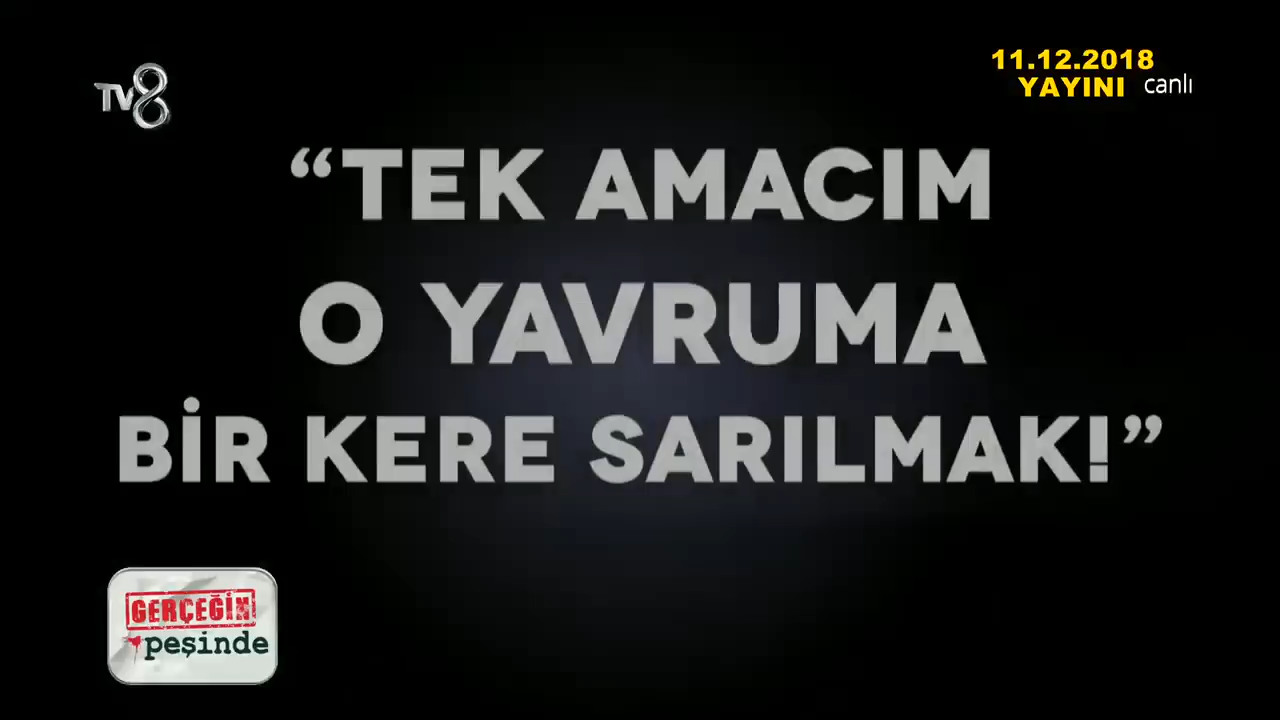 TV8
11.12.2018
YAYINI canlı
“TEK AMACIM
O YAVRUMA
BİR KERE SARILMAK!”
GERÇEĞİN
peşinde